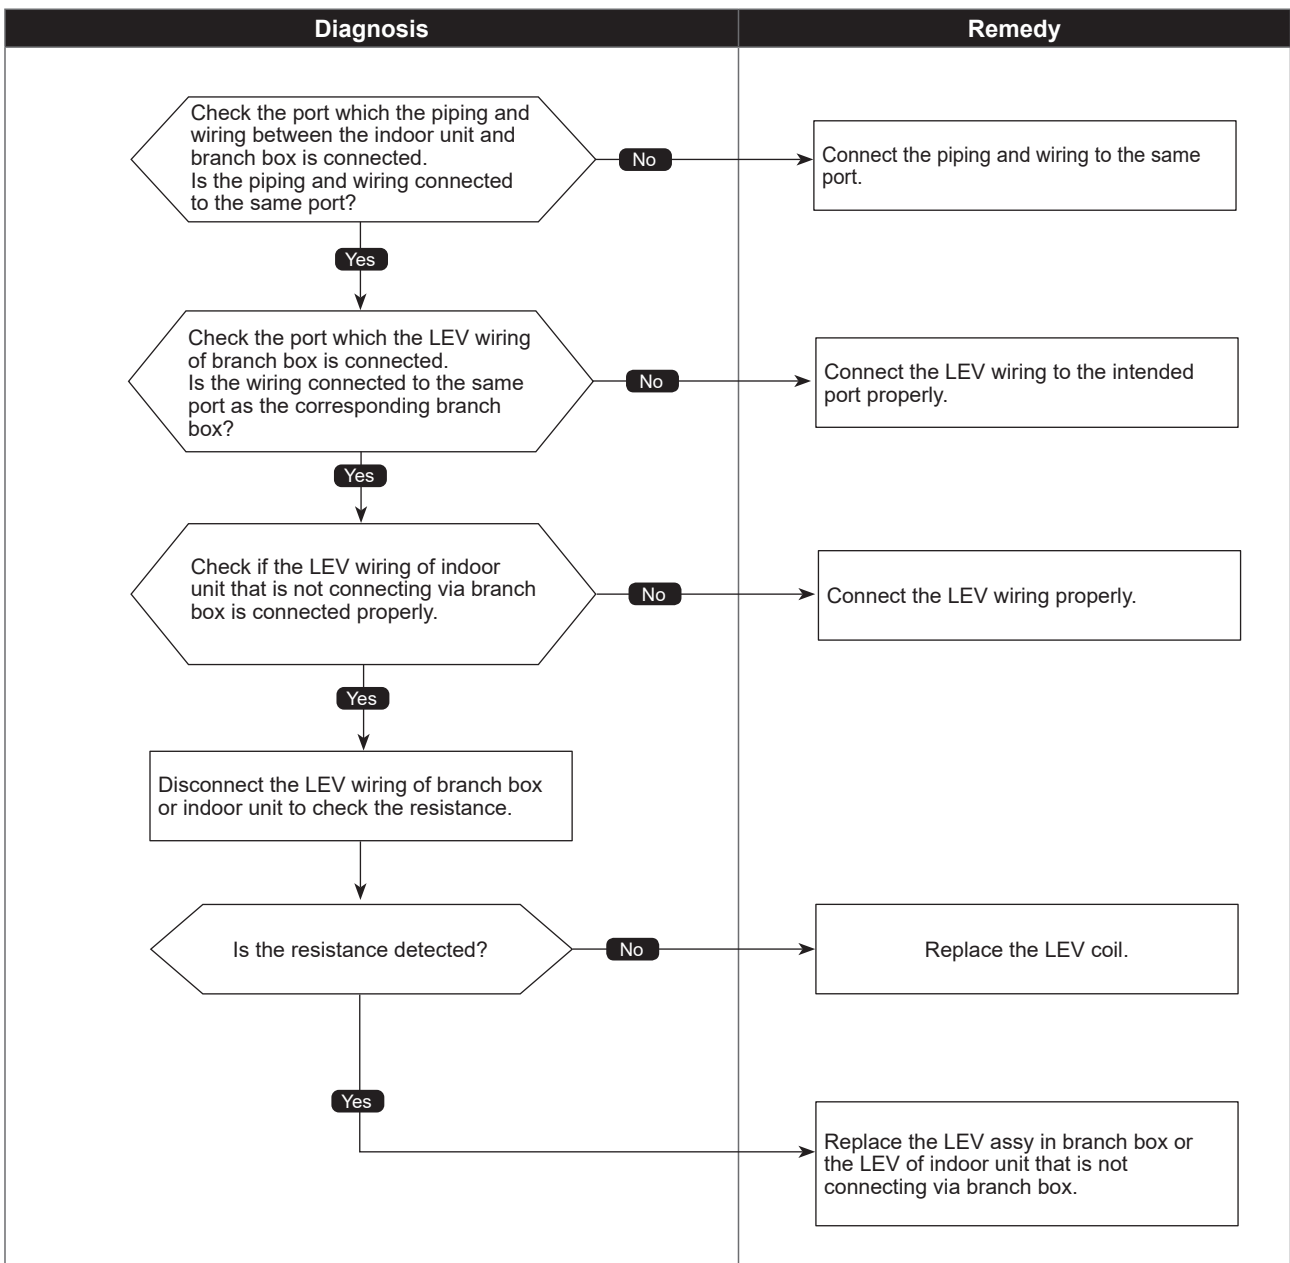 Diagnosis
Remedy
Check the port which the piping and
wiring between the indoor unit and
branch box is connected.
Is the piping and wiring connected
to the same port?
No
Connect the piping and wiring to the same
port.
Yes
Check the port which the LEV wiring
of branch box is connected.
Is the wiring connected to the same
port as the corresponding branch
box?
No
Connect the LEV wiring to the intended
port properly.
Yes
Check if the LEV wiring of indoor
unit that is not connecting via branch
box is connected properly.
No
Connect the LEV wiring properly.
Yes
Disconnect the LEV wiring of branch box
or indoor unit to check the resistance.
Is the resistance detected?
No
Replace the LEV coil.
Yes
Replace the LEV assy in branch box or
the LEV of indoor unit that is not
connecting via branch box.